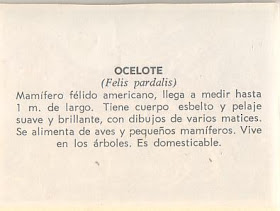 OCELOTE
(Felis pardalis)
Mamífero félido americano, llega a medir hasta
1 m. de largo. Tiene cuerpo esbelto y pelaje
suave y brillante, con dibujos de varios matices.
Se alimenta de aves y pequeños mamíferos. Vive
en los árboles. Es domesticable.